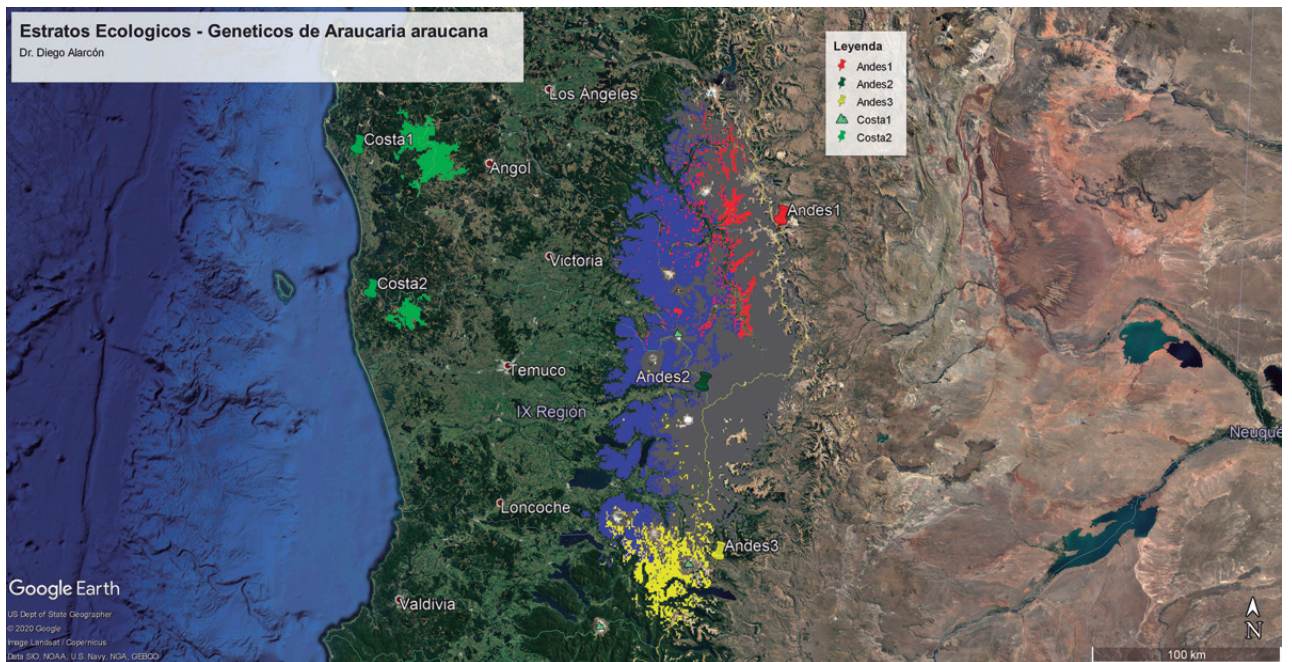 Estratos Ecologicos - Geneticos de Araucaria araucana
Dr. Diego Alarcón
Leyenda
Andes1
Andes2
Andes3
Costa1
Costa2
Los Angeles
Costa1
Angol
Andes1
Victoria
Costa2
Temuco
Andes2
IX Región
Neuqué
Loncoche
Andes3
Valdivia
Google Earth
US Dept of State Geographer
© 2020 Google
Image Landsat / Copernicus
Data SIO, NOAA, U.S. Navy, NGA, GEBCO
N
100 km